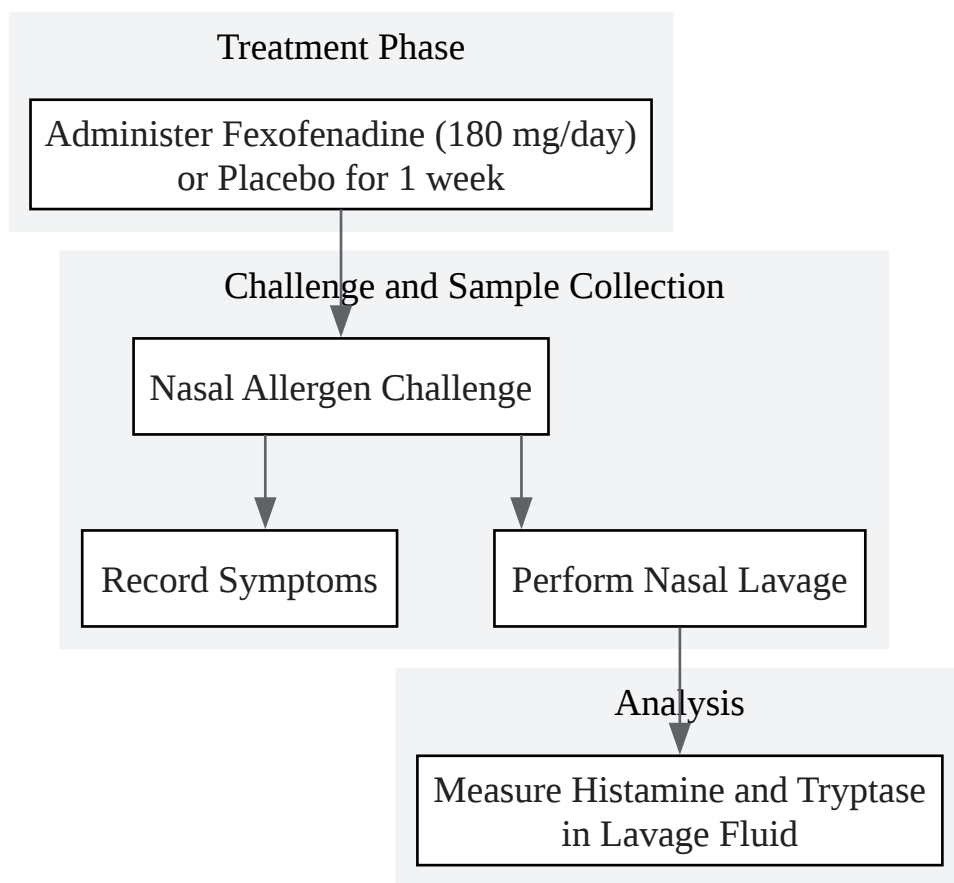 Treatment Phase
Administer Fexofenadine (180 mg/day)
or Placebo for 1 week
Challenge and Sample Collection
Nasal Allergen Challenge
Record Symptoms
Perform Nasal Lavage
Analysis
Measure Histamine and Tryptase
in Lavage Fluid